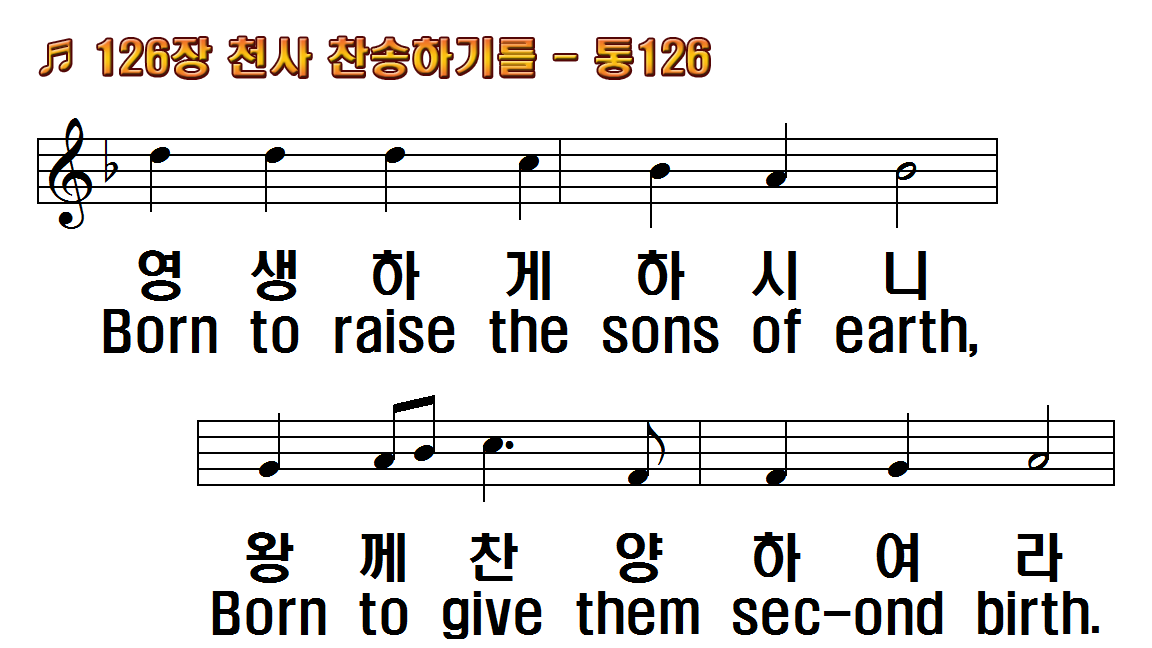 ♬ 126장 천사 찬송하기를 - 통126
영 생 하 게 하 시 니
Born to raise the sons of earth,
왕 께 찬 양 하 여 라
Born to give them sec-ond birth.